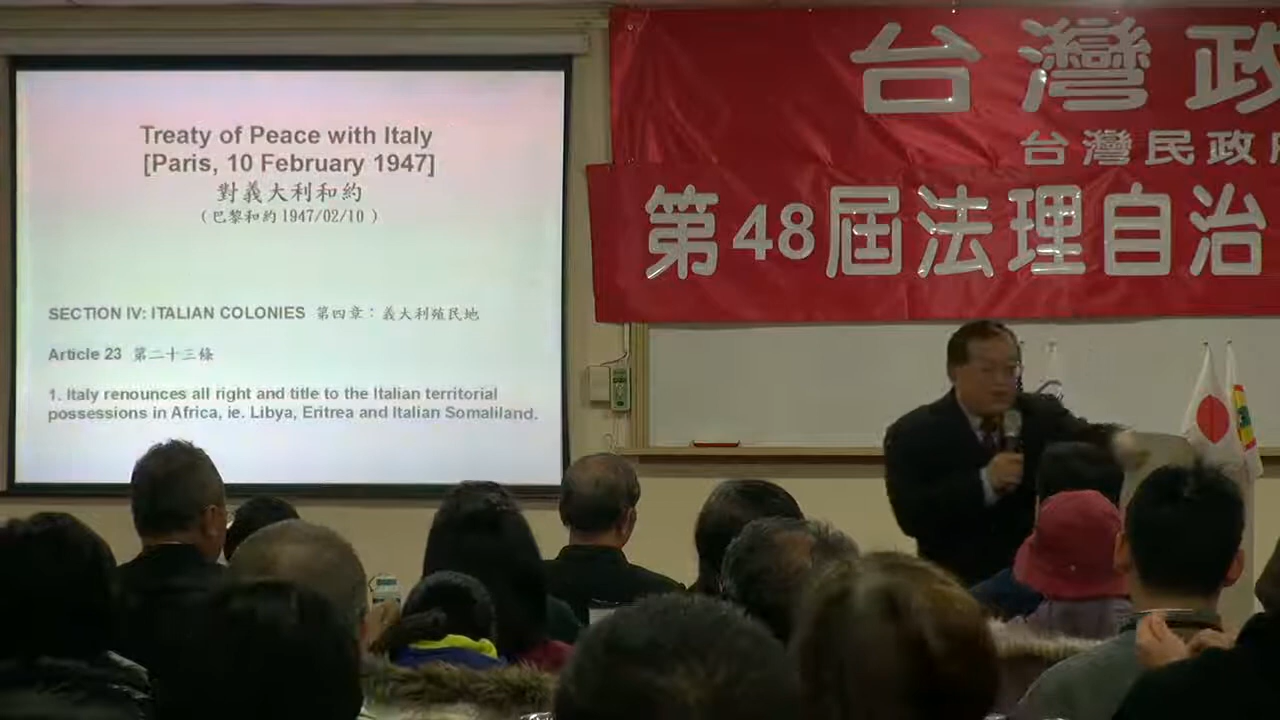 Treaty of Peace with Italy
[Paris, 10 February 1947]
對義大利和約
（巴黎和約 1947/02/10 ）
SECTION IV: ITALIAN COLONIES 第四章：義大利殖民地
Article 23 第二十三條
1. Italy renounces all right and title to the Italian territorial
possessions in Africa, ie. Libya, Eritrea and Italian Somaliland.
台灣政
台灣民政府
第48屆法理自治